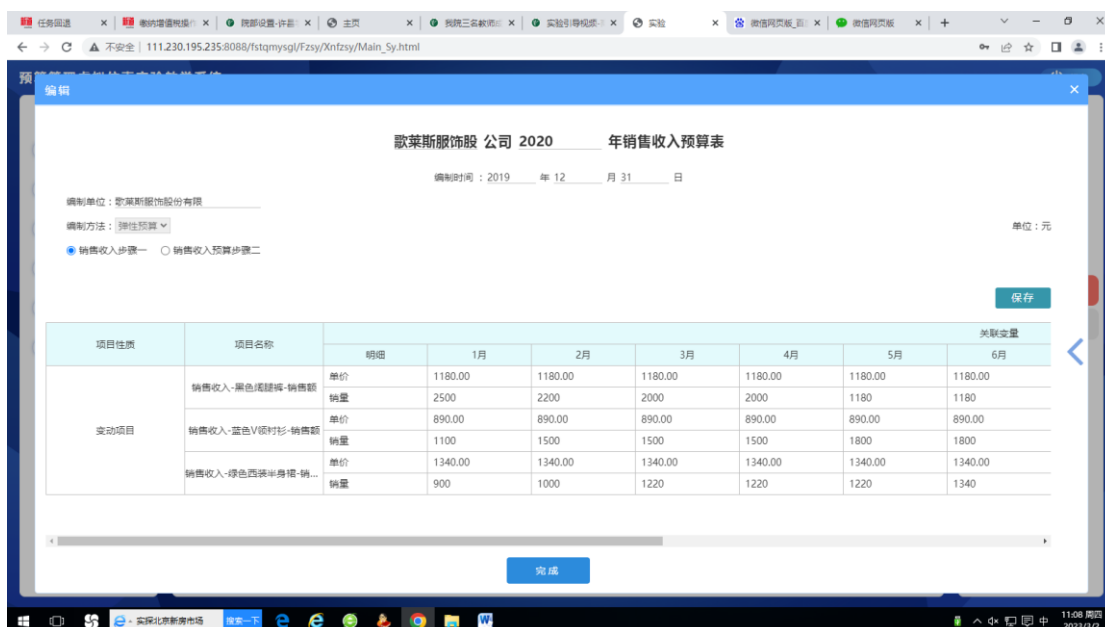 任务回退
院部设置-许
主页
我院三名教师
实验引导视频-
实验
微信网页版_百
微信网页版
不安全 | 111.230.195.235:8088/fstqmysgl/Fzsy/Xnfzsy/Main_Sy.html
编辑
歌莱斯服饰股 公司 2020 年销售收入预算表
编制时间 : 2019 年 12 月 31 日
编制单位 : 歌莱斯服饰股份有限
编制方法 : 弹性预算 单位 : 元
销售收入步骤一 销售收入预算步骤二
保存
项目性质 项目名称 关联变量
明细 1月 2月 3月 4月 5月 6月
变动项目
销售收入-黑色阔腿裤-销售额
单价 1180.00 1180.00 1180.00 1180.00 1180.00 1180.00
销量 2500 2200 2000 2000 1180 1180
销售收入-蓝色V领衬衫-销售额
单价 890.00 890.00 890.00 890.00 890.00 890.00
销量 1100 1500 1500 1500 1800 1800
销售收入-绿色西装半身裙-销...
单价 1340.00 1340.00 1340.00 1340.00 1340.00 1340.00
销量 900 1000 1220 1220 1220 1340
完成
实探北京新房市场 搜索一下
中 11:08 周四
2023/3/2